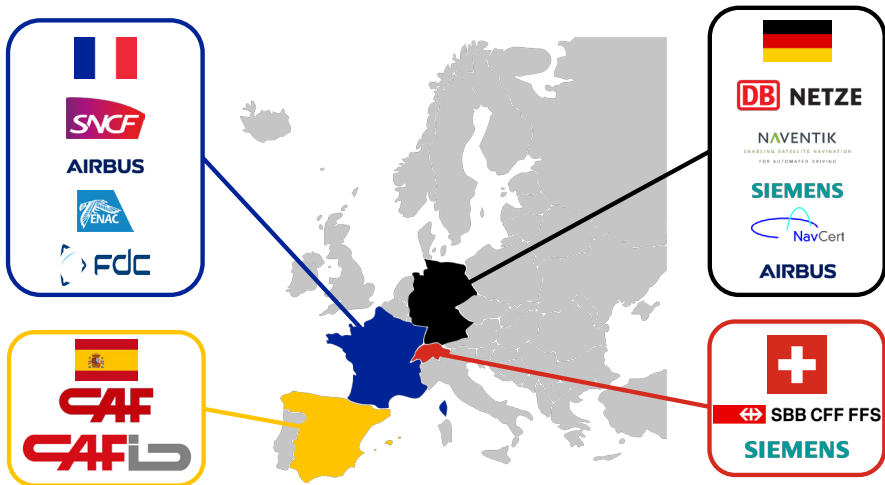 SNCF
AIRBUS
ENAC
FDC
CAF
CAF iD
DB NETZE
NAVENTIK
ENABLING SATELLITE NAVIGATION
FOR AUTOMATED DRIVING
SIEMENS
NavCert
AIRBUS
SBB CFF FFS
SIEMENS